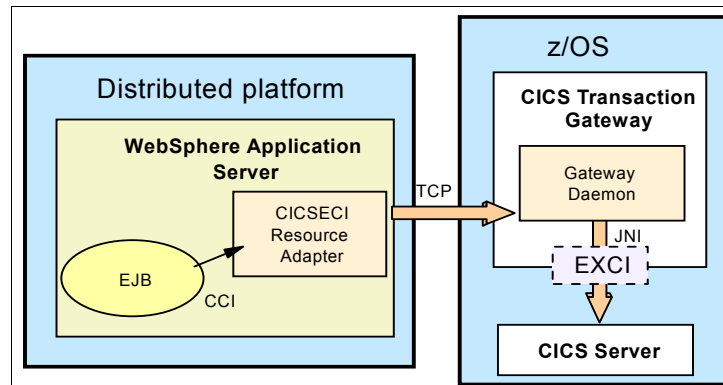 Distributed platform
WebSphere Application
Server
CICSECI
Resource
Adapter
EJB
CCI
TCP
z/OS
CICS Transaction
Gateway
Gateway
Daemon
JNI
EXCI
CICS Server